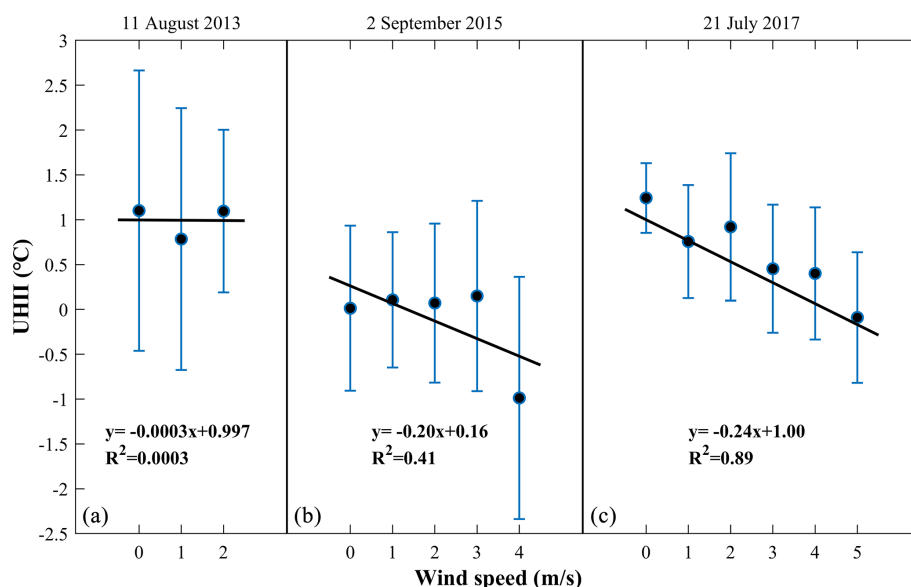 11 August 2013 2 September 2015 21 July 2017
3
2.5
2
1.5
1
0.5
0
-0.5
-1
-1.5
-2
-2.5
UHII (°C)
y= -0.0003x+0.997
R²=0.0003
(a)
y= -0.20x+0.16
R²=0.41
(b)
y= -0.24x+1.00
R²=0.89
(c)
0 1 2 0 1 2 3 4 0 1 2 3 4 5
Wind speed (m/s)